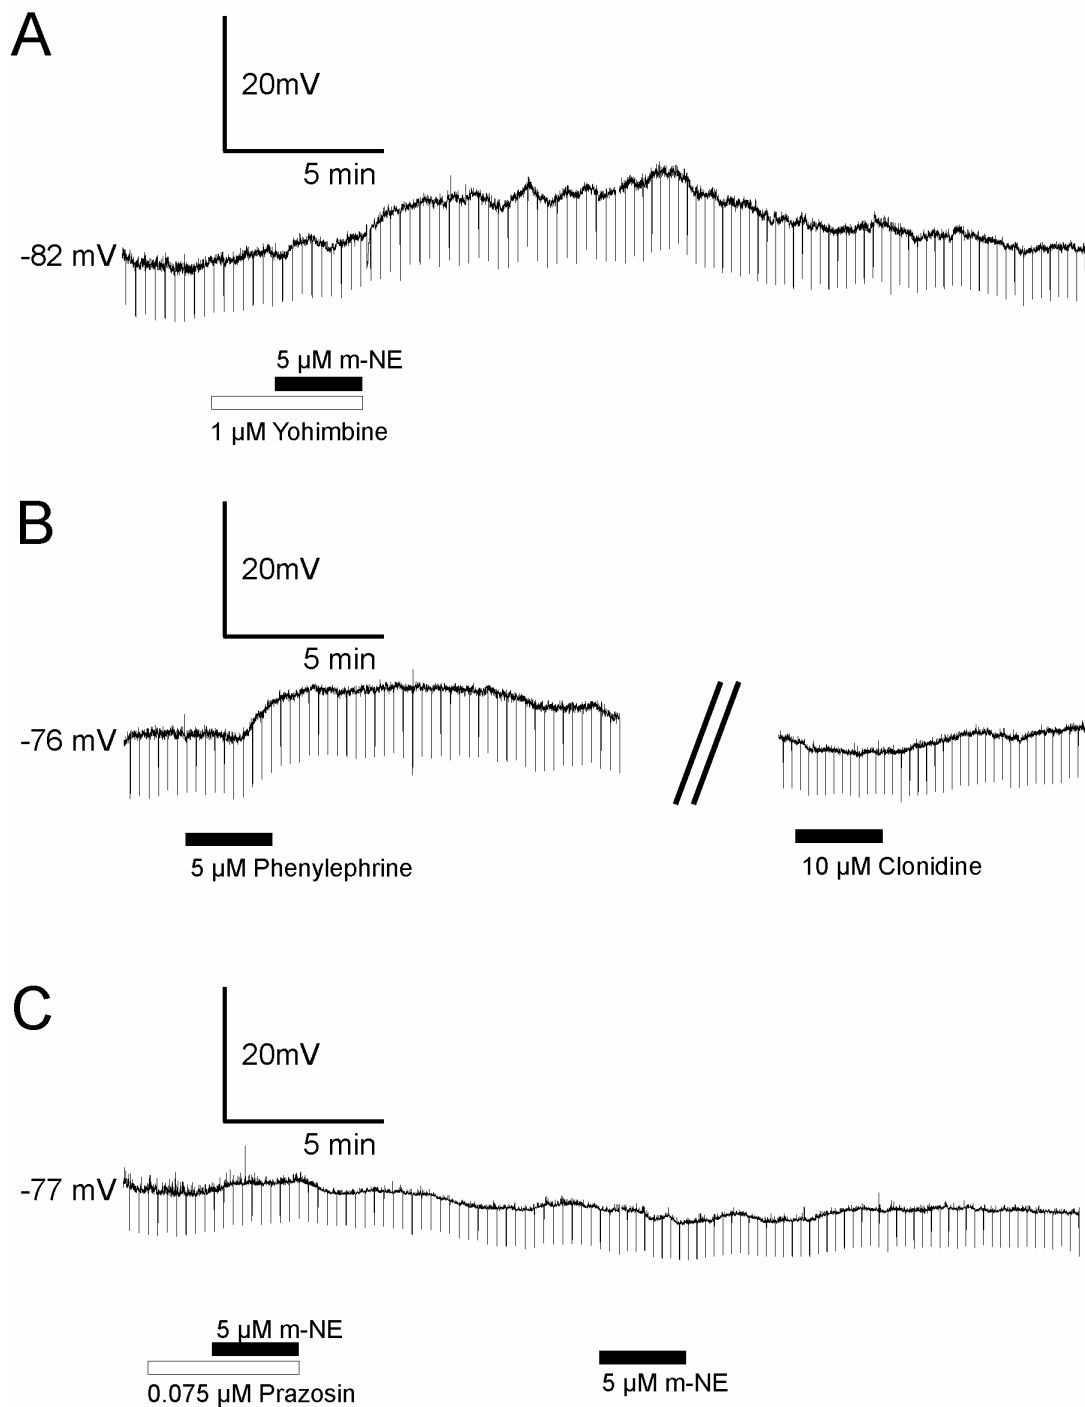 A
20mV
5 min
-82 mV
5 µM m-NE
1 µM Yohimbine
B
20mV
5 min
-76 mV
5 µM Phenylephrine
10 µM Clonidine
C
20mV
5 min
-77 mV
5 µM m-NE
0.075 µM Prazosin
5 µM m-NE